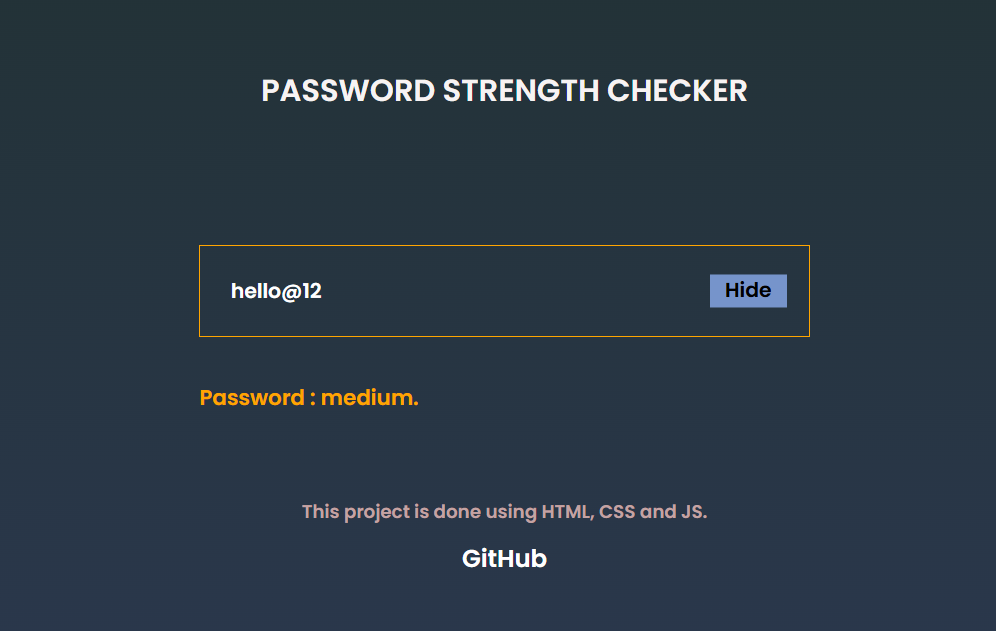 PASSWORD STRENGTH CHECKER
hello@12
Hide
Password : medium.
This project is done using HTML, CSS and JS.
GitHub